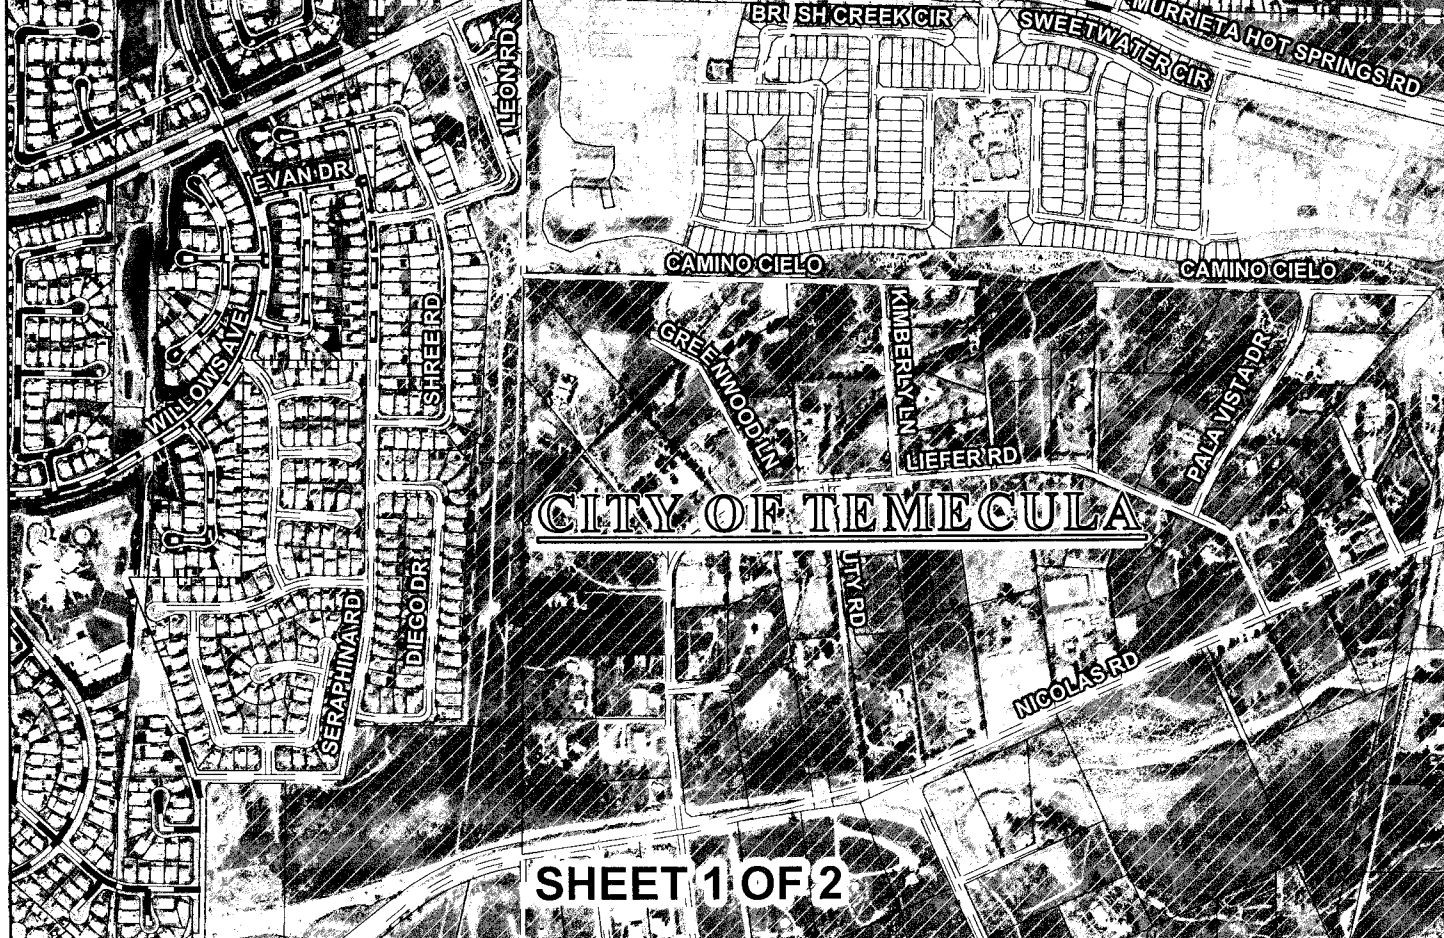 BRUSH CREEK CIR
SWEETWATER CIR
MURRIETA HOT SPRINGS RD
LEON RD
EVAN DR
CAMINO CIELO
CAMINO CIELO
SHREE RD
WILLOWS AVE
GREENWOOD LN
KIMBERLY LN
PALA VISTA DR
LIEFER RD
CITY OF TEMECULA
DIEGO DR
UTY RD
SERAPHINA RD
NICOLAS RD
SHEET 1 OF 2